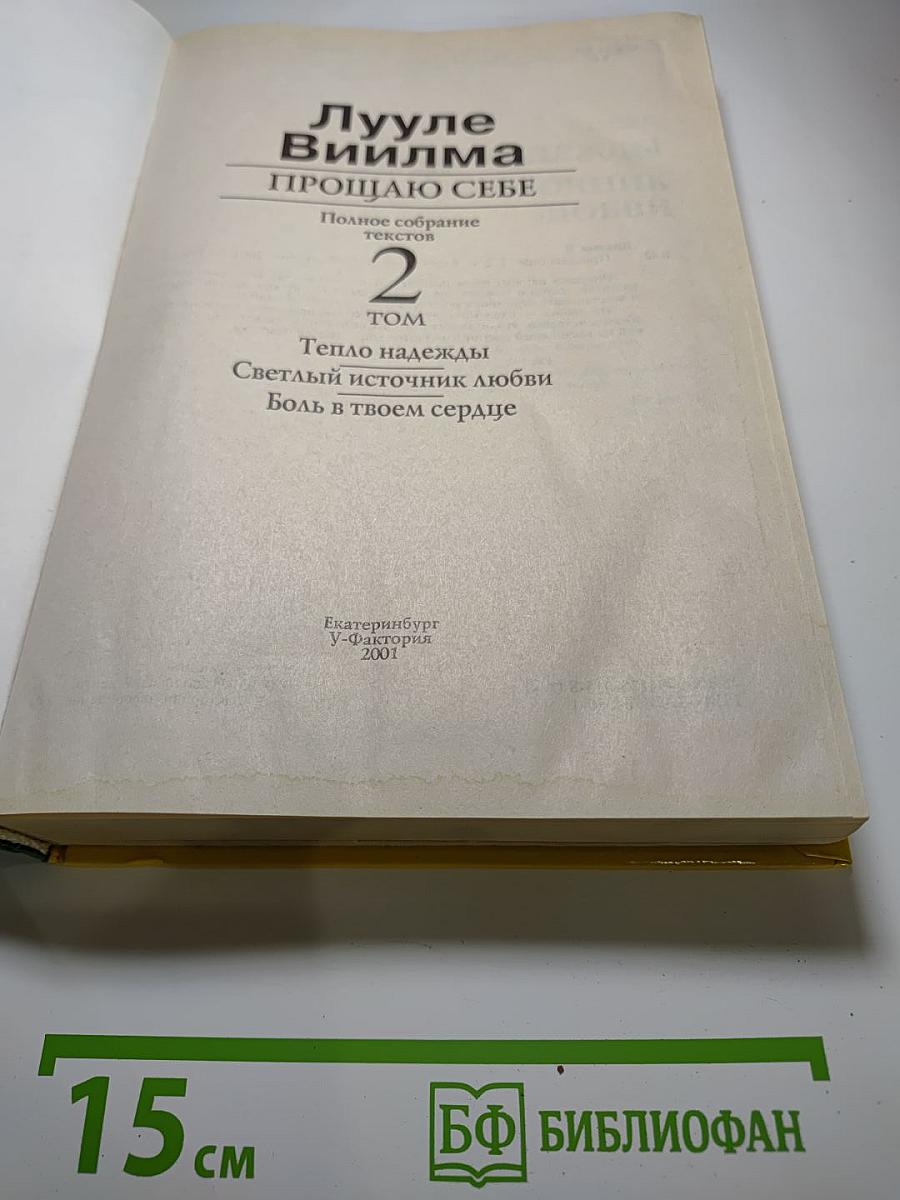 Лууле
Виилма
ПРОЩАЮ СЕБЕ
Полное собрание
текстов
2
ТОМ
Тепло надежды
Светлый источник любви
Боль в твоем сердце
Екатеринбург
У-Фактория
2001
15 см
БФ БИБЛИОФАН